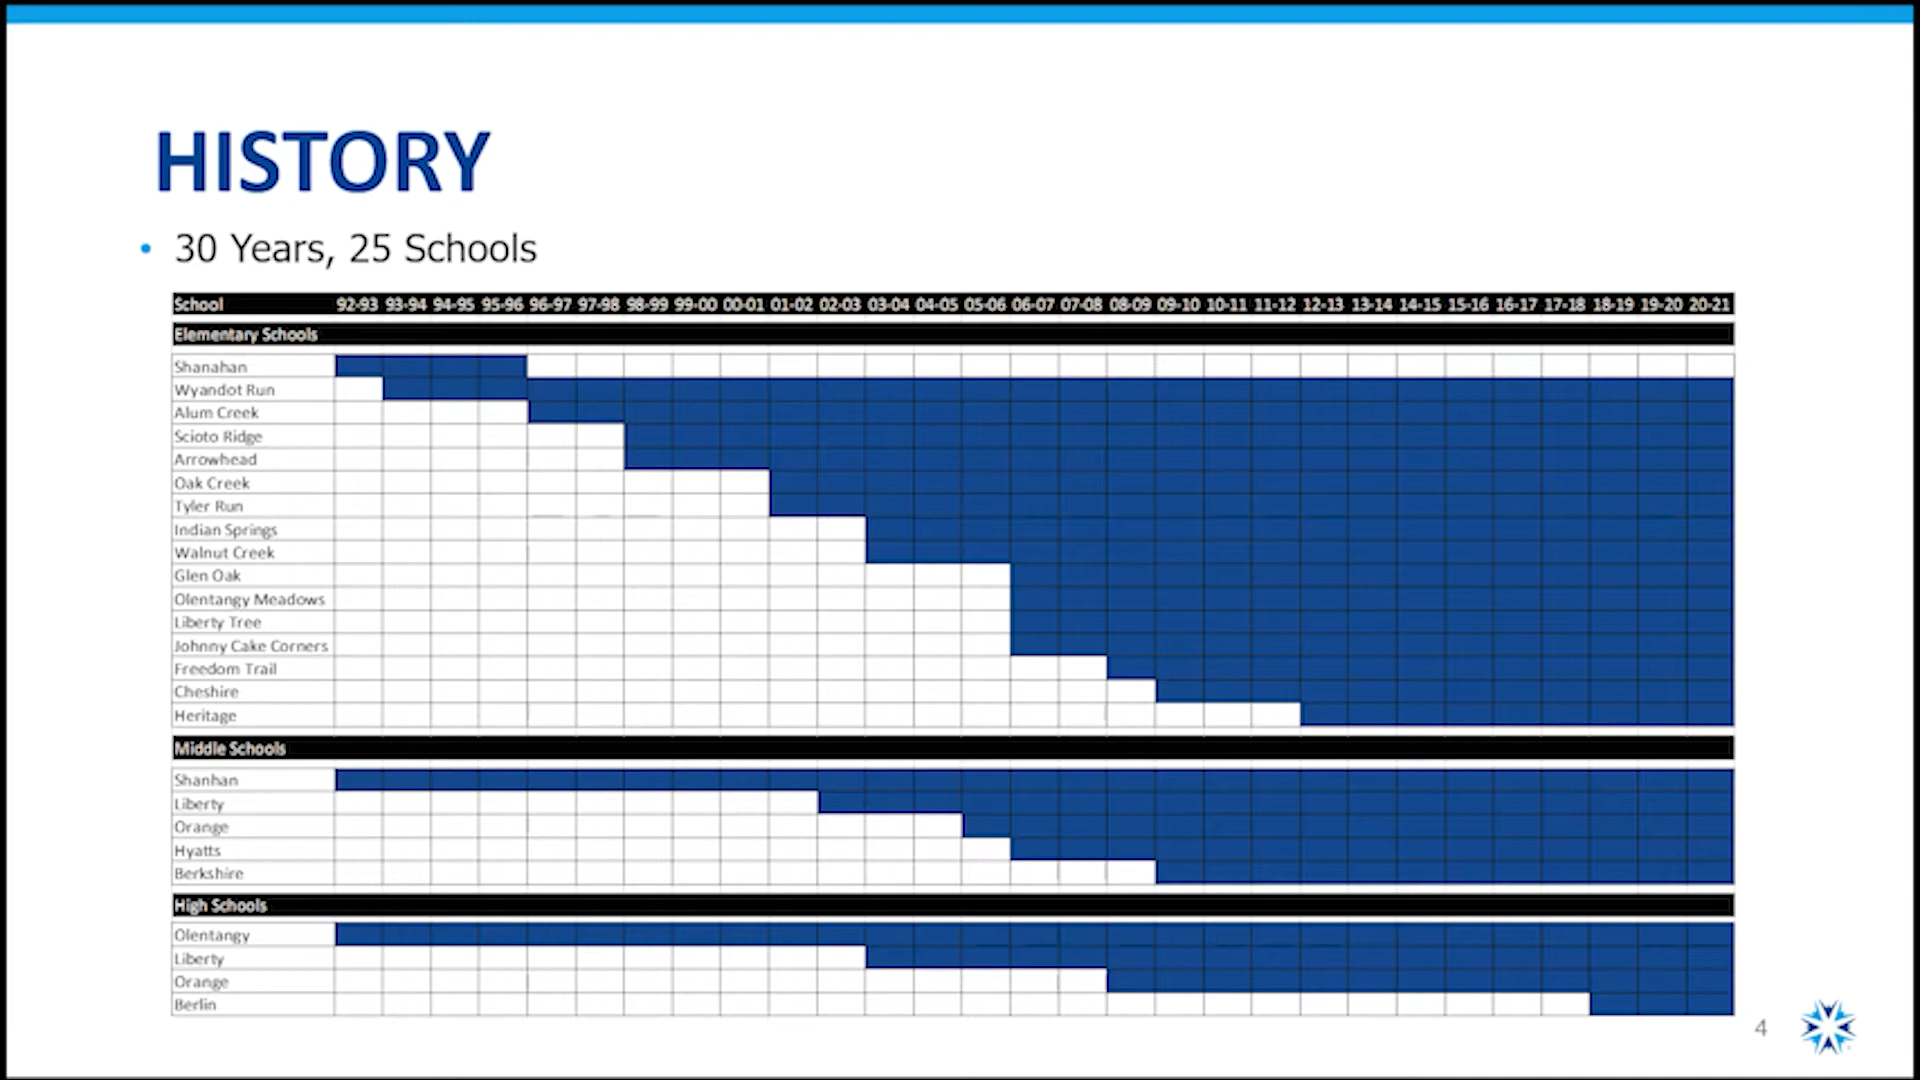 HISTORY
• 30 Years, 25 Schools
School 92-93 93-94 94-95 95-96 96-97 97-98 98-99 99-00 00-01 01-02 02-03 03-04 04-05 05-06 06-07 07-08 08-09 09-10 10-11 11-12 12-13 13-14 14-15 15-16 16-17 17-18 18-19 19-20 20-21
Elementary Schools
Shanahan
Wyandot Run
Alum Creek
Scioto Ridge
Arrowhead
Oak Creek
Tyler Run
Indian Springs
Walnut Creek
Glen Oak
Olentangy Meadows
Liberty Tree
Johnny Cake Corners
Freedom Trail
Cheshire
Heritage
Middle Schools
Shanhan
Liberty
Orange
Hyatts
Berkshire
High Schools
Olentangy
Liberty
Orange
Berlin
4